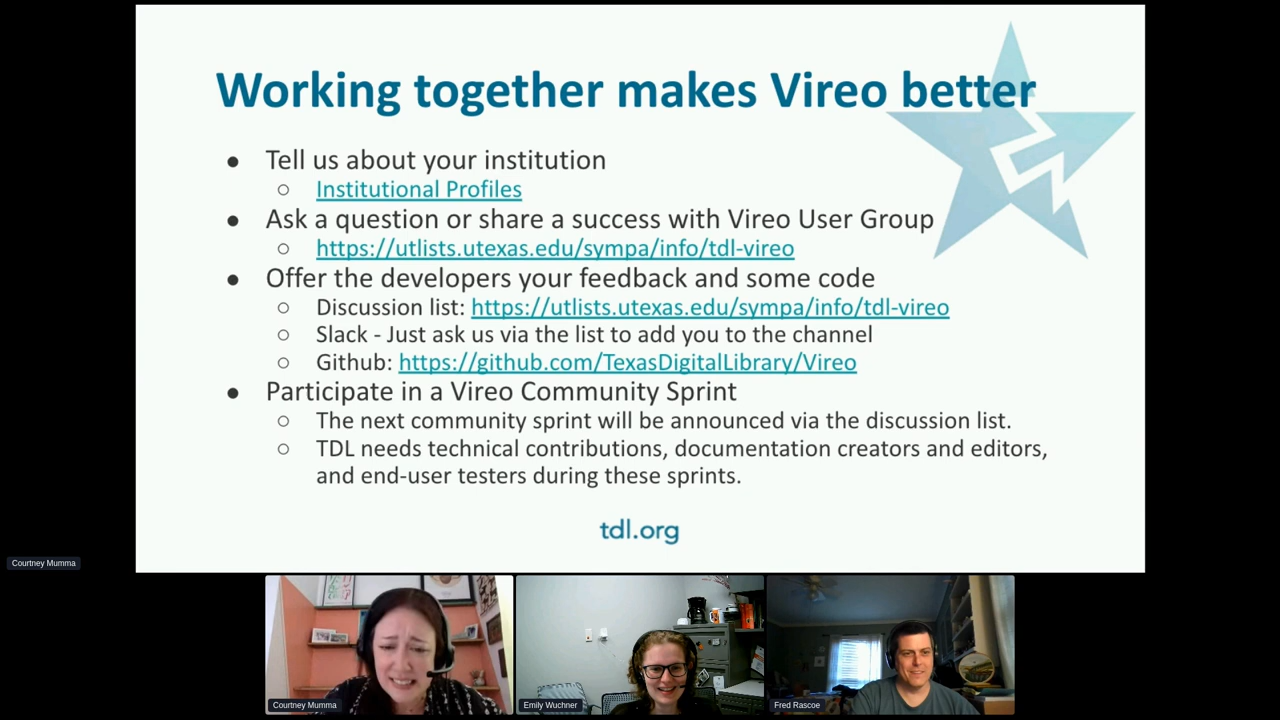 Working together makes Vireo better
● Tell us about your institution
○ Institutional Profiles
● Ask a question or share a success with Vireo User Group
○ https://utlists.utexas.edu/sympa/info/tdl-vireo
● Offer the developers your feedback and some code
○ Discussion list: https://utlists.utexas.edu/sympa/info/tdl-vireo
○ Slack - Just ask us via the list to add you to the channel
○ Github: https://github.com/TexasDigitalLibrary/Vireo
● Participate in a Vireo Community Sprint
○ The next community sprint will be announced via the discussion list.
○ TDL needs technical contributions, documentation creators and editors,
and end-user testers during these sprints.
tdl.org
Courtney Mumma
Courtney Mumma
Emily Wuchner
Fred Rascoe